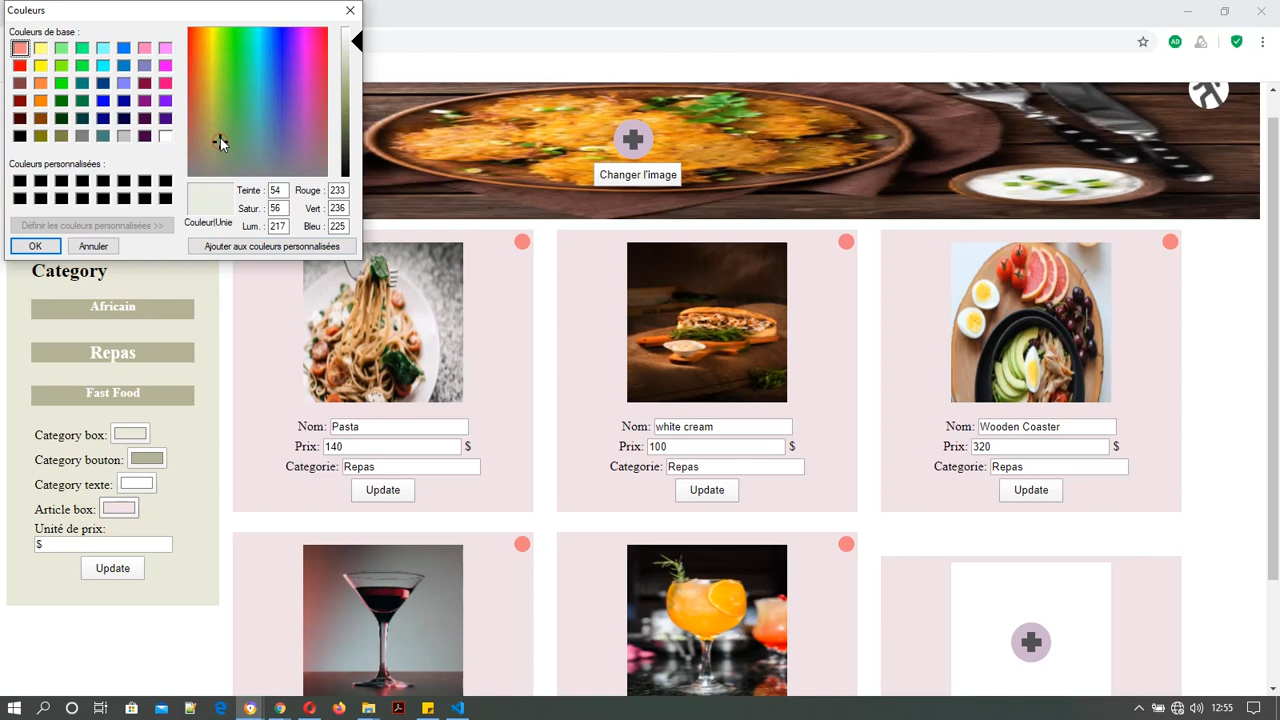 Couleurs
Couleurs de base :
Couleurs personnalisées :
Définir les couleurs personnalisées >>
OK
Annuler
Couleur|Unie
Teinte : 54
Satur. : 56
Lum. : 217
Rouge : 233
Vert : 236
Bleu : 225
Ajouter aux couleurs personnalisées
AD
Changer l'image
Category
Africain
Repas
Fast Food
Category box:
Category bouton:
Category texte:
Article box:
Unité de prix:
$
Update
Nom: Pasta
Prix: 140 $
Categorie: Repas
Update
Nom: white cream
Prix: 100 $
Categorie: Repas
Update
Nom: Wooden Coaster
Prix: 320 $
Categorie: Repas
Update
12:55